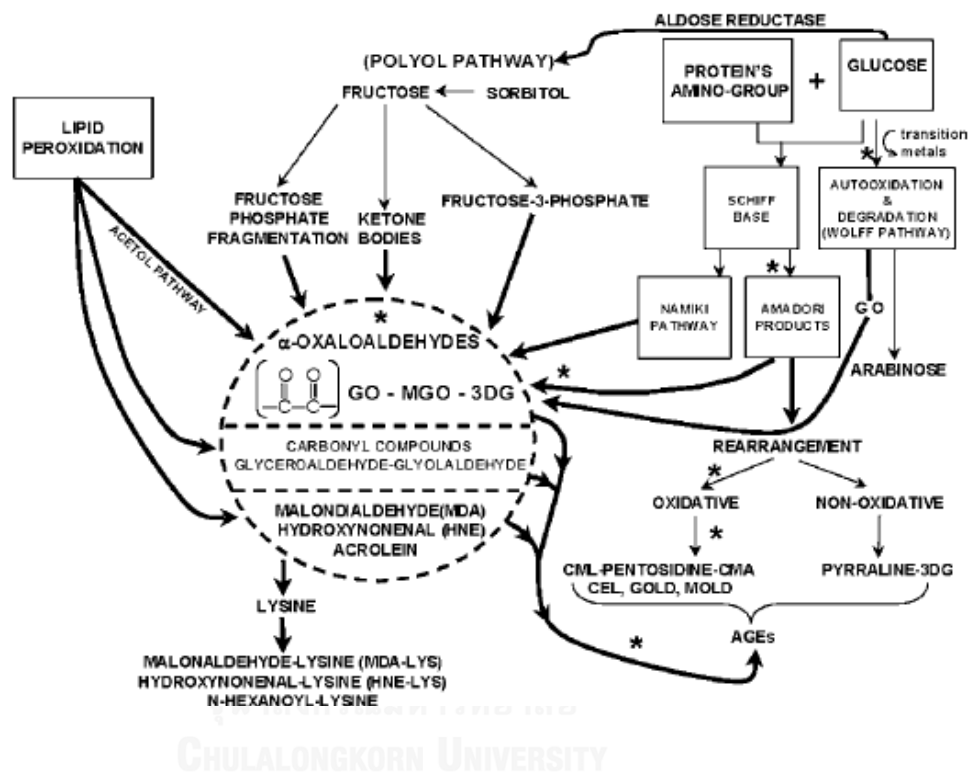 ALDOSE REDUCTASE
(POLYOL PATHWAY)
PROTEIN'S
AMINO-GROUP
+
GLUCOSE
FRUCTOSE
SORBITOL
LIPID
PEROXIDATION
transition
metals
*
AUTOOXIDATION
&
DEGRADATION
(WOLFF PATHWAY)
SCHIFF
BASE
FRUCTOSE
PHOSPHATE
FRAGMENTATION
KETONE
BODIES
FRUCTOSE-3-PHOSPHATE
ACETOL PATHWAY
*
NAMIKI
PATHWAY
AMADORI
PRODUCTS
GO
ARABINOSE
*
α-OXALOALDEHYDES
O O
C C
GO - MGO - 3DG
*
CARBONYL COMPOUNDS
GLYCEROALDEHYDE-GLYOLALDEHYDE
MALONDIALDEHYDE(MDA)
HYDROXYNONENAL (HNE)
ACROLEIN
REARRANGEMENT
*
OXIDATIVE
NON-OXIDATIVE
*
CML-PENTOSIDINE-CMA
CEL, GOLD, MOLD
PYRRALINE-3DG
AGEs
*
LYSINE
MALONALDEHYDE-LYSINE (MDA-LYS)
HYDROXYNONENAL-LYSINE (HNE-LYS)
N-HEXANOYL-LYSINE
CHULALONGKORN UNIVERSITY